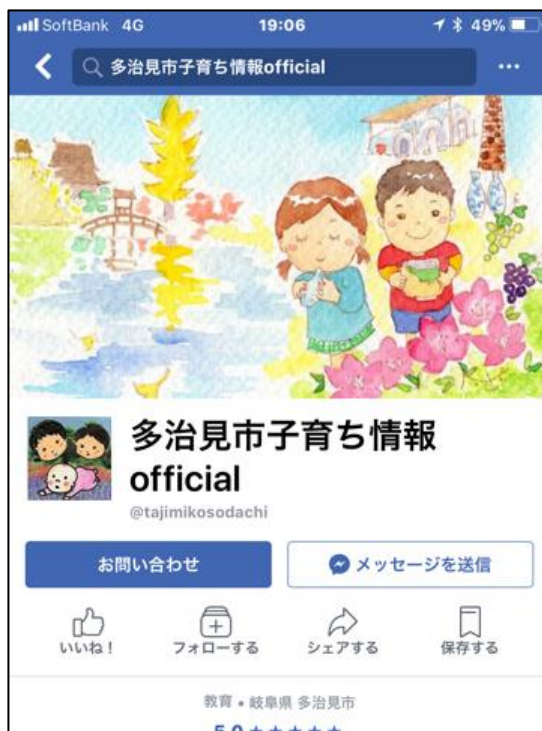 SoftBank 4G 19:06 49%
多治見市子育ち情報official
多治見市子育ち情報
official
@tajimikosodachi
お問い合わせ メッセージを送信
いいね! フォローする シェアする 保存する
教育・岐阜県 多治見市
5.0 ★★★★★